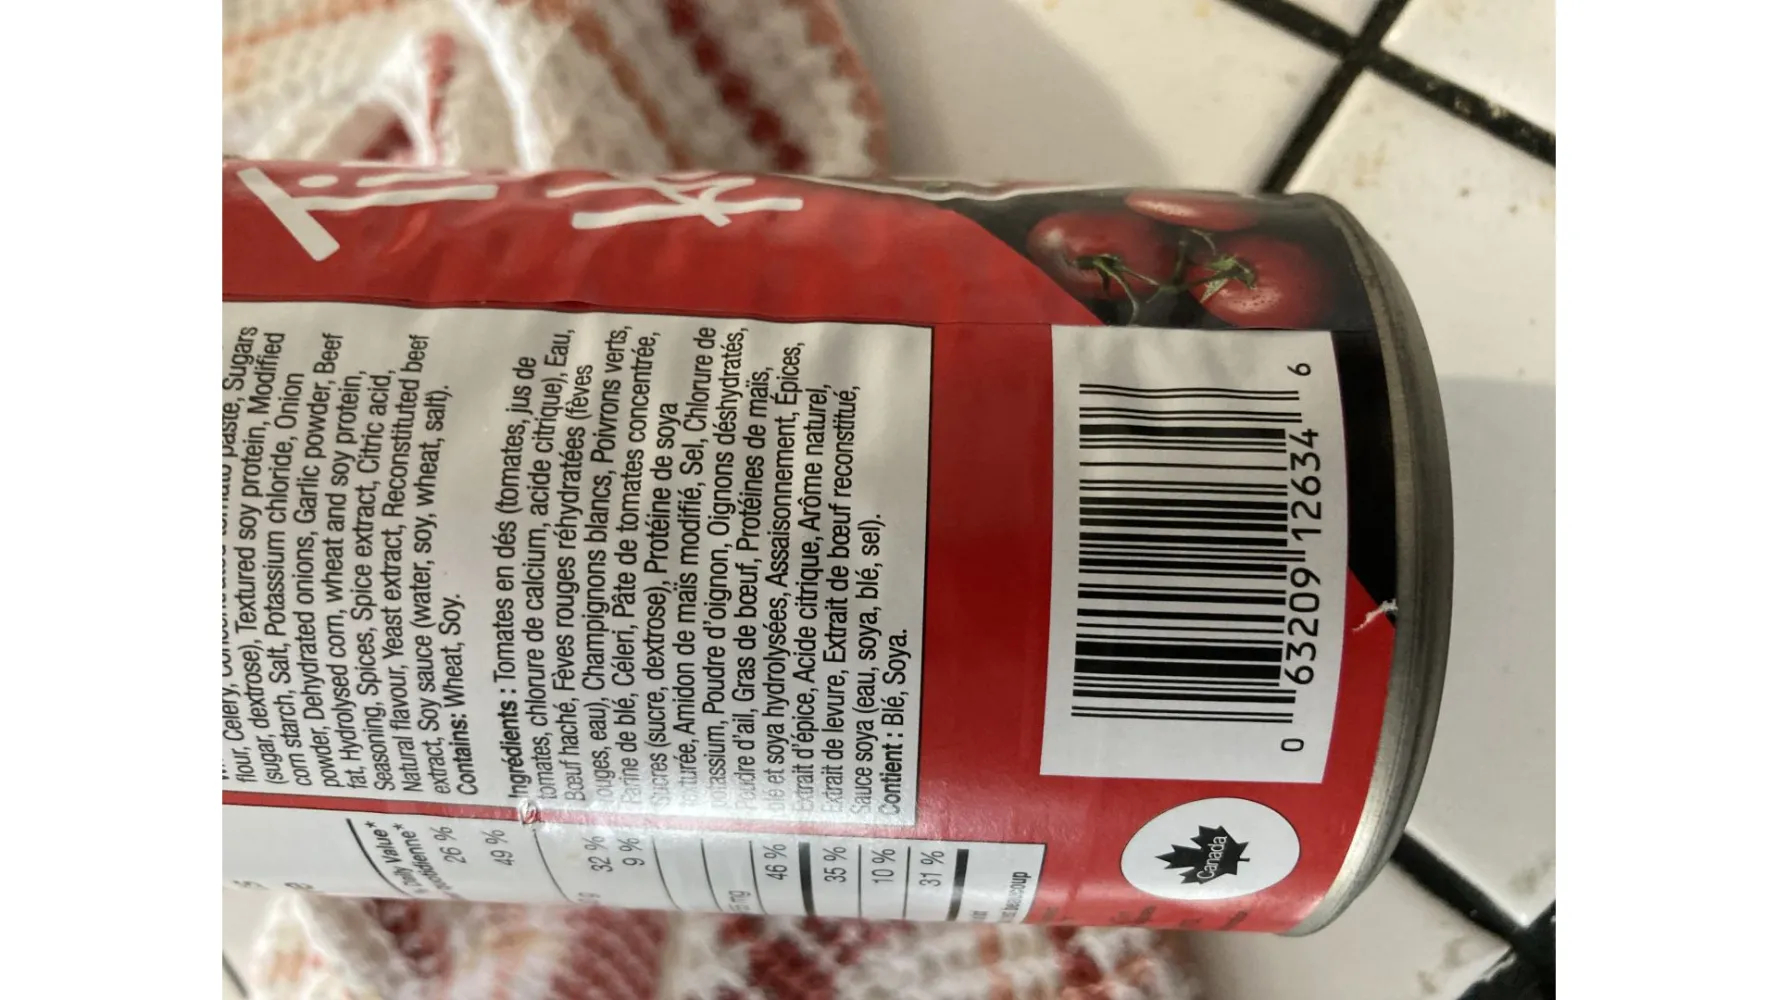 Ti
K
paste, Sugars
flour, Celery,
(sugar, dextrose), Textured soy protein, Modified
corn starch, Salt, Potassium chloride, Onion
powder, Dehydrated onions, Garlic powder, Beef
fat, Hydrolysed corn, wheat and soy protein,
Seasoning, Spices, Spice extract, Citric acid,
Natural flavour, Yeast extract, Reconstituted beef
extract, Soy sauce (water, soy, wheat, salt).
Contains: Wheat, Soy.
Ingrédients : Tomates en dés (tomates, jus de
tomates, chlorure de calcium, acide citrique), Eau,
Bœuf haché, Fèves rouges réhydratées (fèves
rouges, eau), Champignons blancs, Poivrons verts,
Farine de blé, Céleri, Pâte de tomates concentrée,
Sucres (sucre, dextrose), Protéine de soya
texturée, Amidon de maïs modifié, Sel, Chlorure de
potassium, Poudre d'oignon, Oignons déshydratés,
Poudre d'ail, Gras de bœuf, Protéines de maïs,
blé et soya hydrolysées, Assaisonnement, Épices,
Extrait d'épice, Acide citrique, Arôme naturel,
Extrait de levure, Extrait de bœuf reconstitué,
Sauce soya (eau, soya, blé, sel).
Contient : Blé, Soya.
% Daily Value*
quotidienne*
26 %
49 %
32 %
9 %
46 %
35 %
10 %
31 %
beaucoup
0 63209 12634 6
Canada